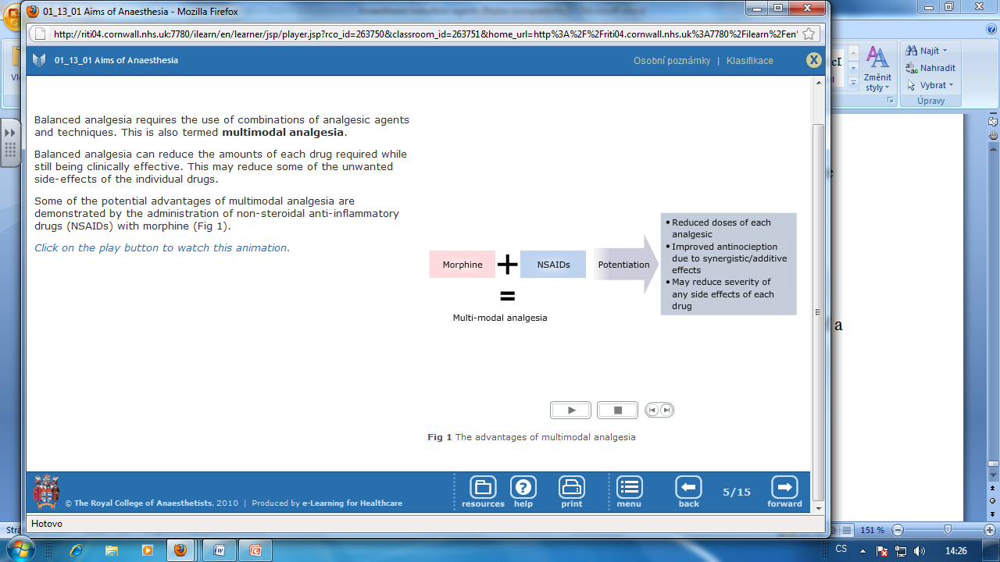 01_13_01 Aims of Anaesthesia - Mozilla Firefox
http://riti04.cornwall.nhs.uk:7780/ilearn/en/learner/jsp/player.jsp?rco_id=263750&classroom_id=263751&home_url=http%3A%2F%2Friti04.cornwall.nhs.uk%3A7780%2Filearn%2Fen
01_13_01 Aims of Anaesthesia
Osobní poznámky | Klasifikace
X
Balanced analgesia requires the use of combinations of analgesic agents
and techniques. This is also termed multimodal analgesia.
Balanced analgesia can reduce the amounts of each drug required while
still being clinically effective. This may reduce some of the unwanted
side-effects of the individual drugs.
Some of the potential advantages of multimodal analgesia are
demonstrated by the administration of non-steroidal anti-inflammatory
drugs (NSAIDs) with morphine (Fig 1).
Click on the play button to watch this animation.
Morphine + NSAIDs
=
Multi-modal analgesia
Potentiation
• Reduced doses of each
analgesic
• Improved antinociception
due to synergistic/additive
effects
• May reduce severity of
any side effects of each
drug
Fig 1 The advantages of multimodal analgesia
© The Royal College of Anaesthetists, 2010 | Produced by e-Learning for Healthcare
resources
help
print
menu
back
5/15
forward
Hotovo
Změnit
styly
Najít
Nahradit
Vybrat
Úpravy
a
151 %
CS
14:26